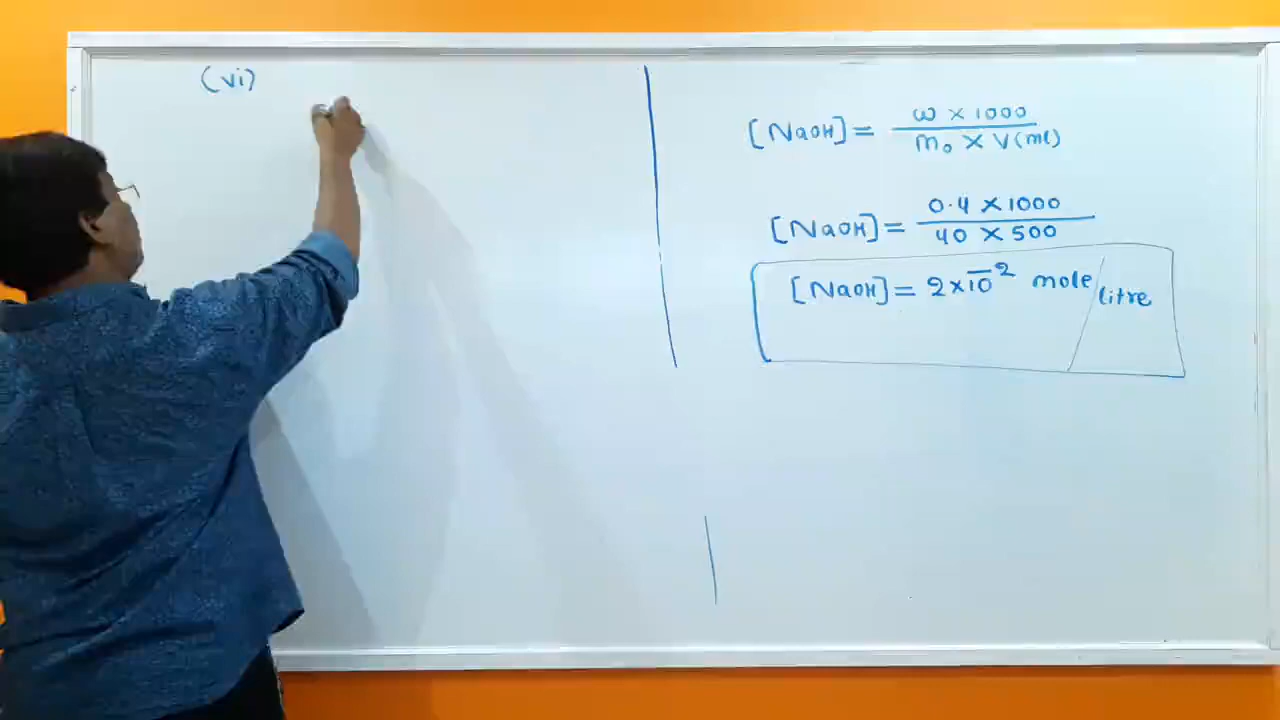 (vi)
[NaOH] = ω × 1000 / m₀ × V(ml)
[NaOH] = 0.4 × 1000 / 40 × 500
[NaOH] = 2 × 10⁻² mole/litre